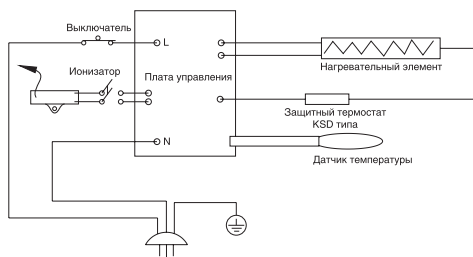 Выключатель
L
Нагревательный элемент
Ионизатор
Плата управления
Защитный термостат
KSD типа
N
Датчик температуры